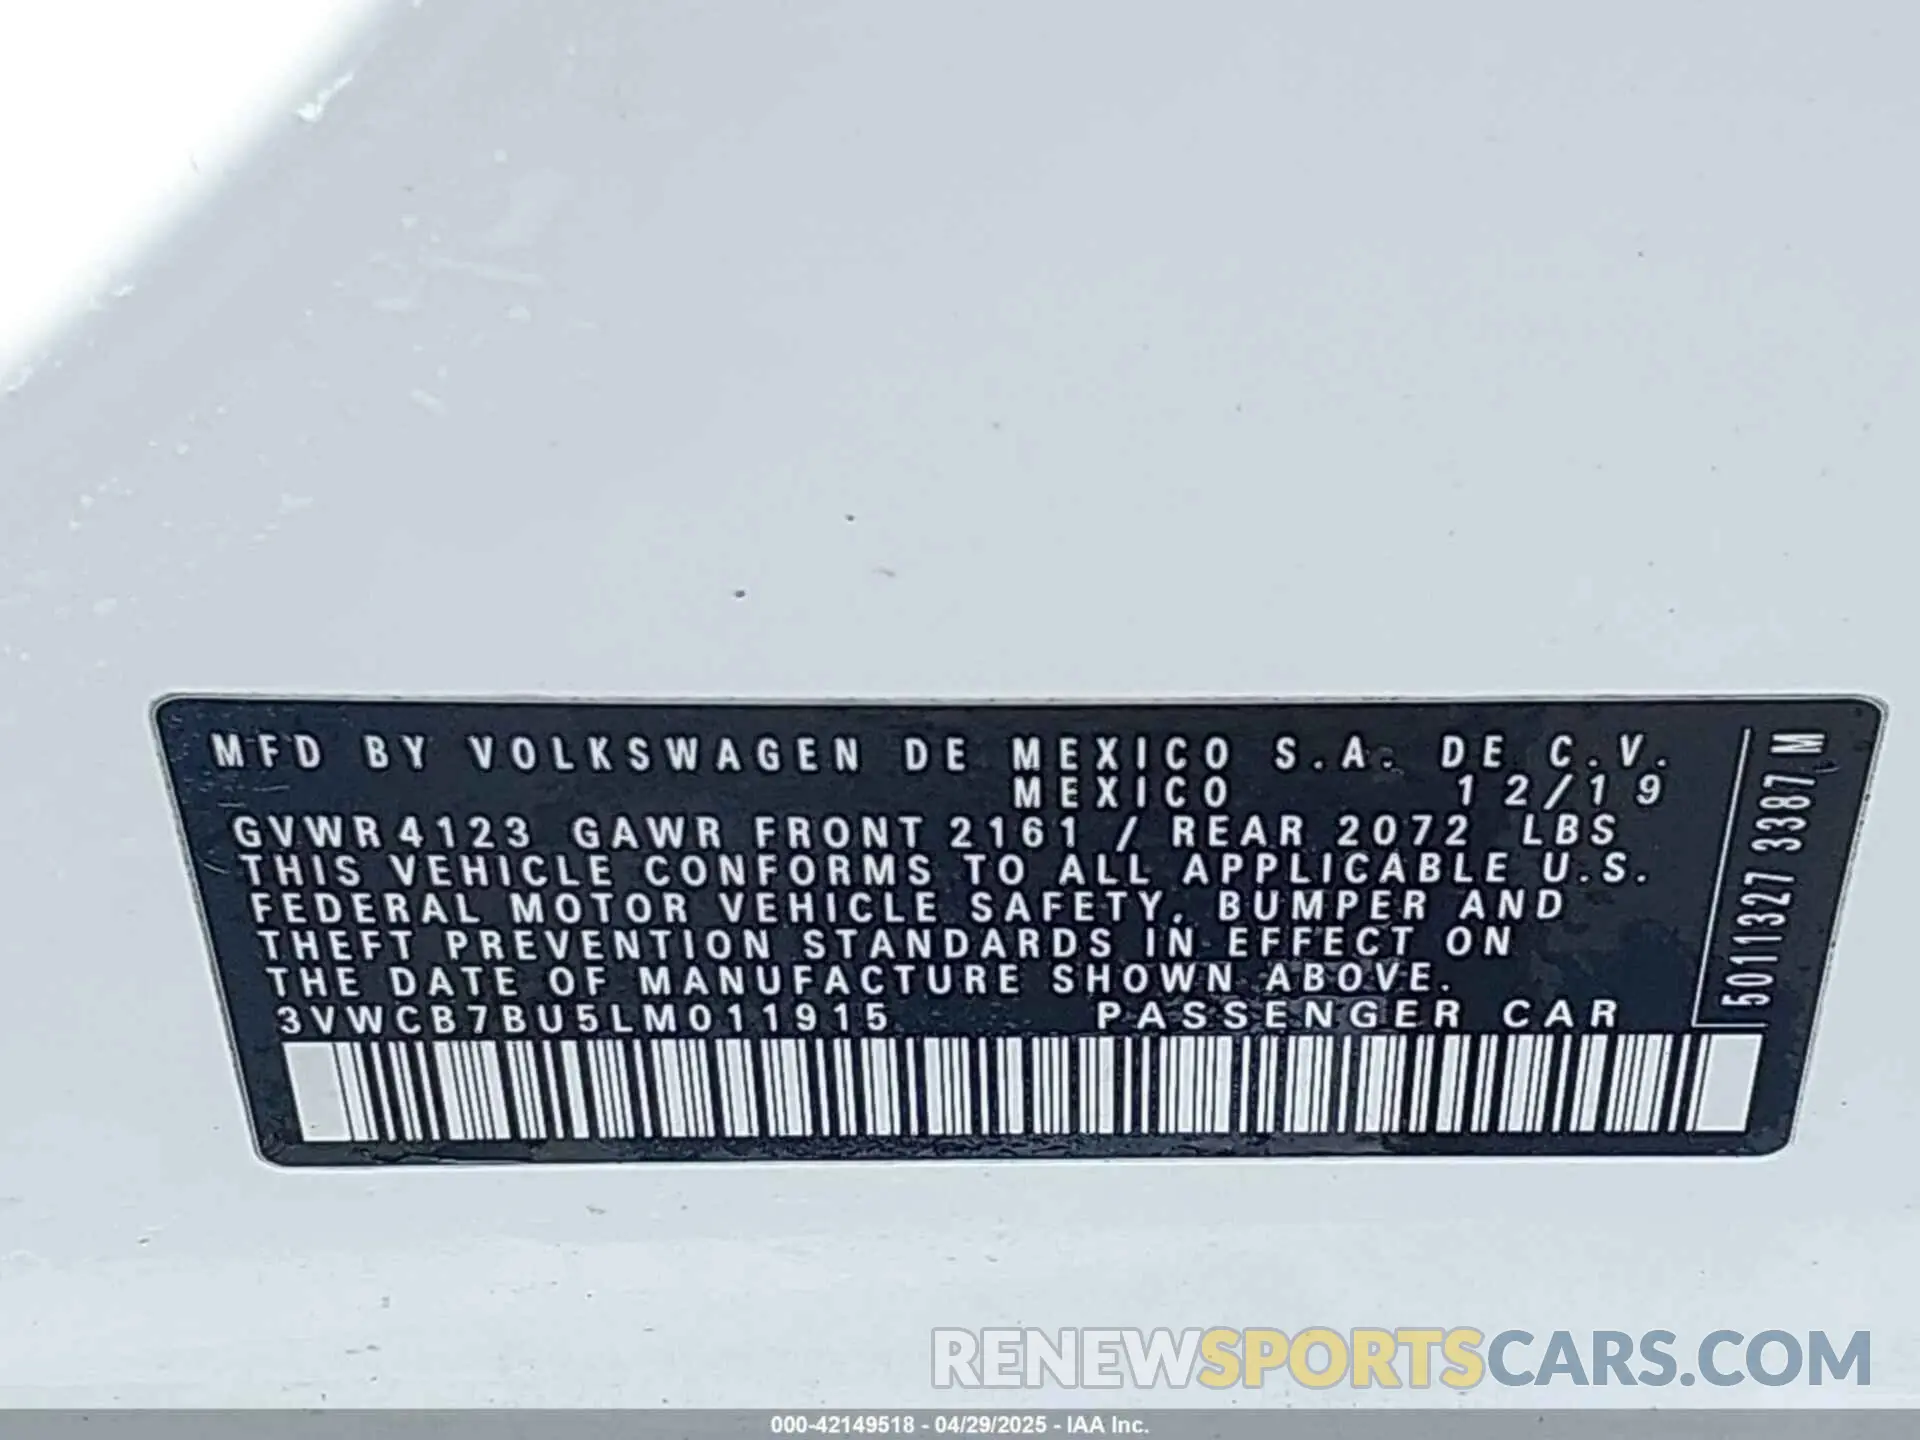 MFD BY VOLKSWAGEN DE MEXICO S.A. DE C.V.
MEXICO 12/19
GVWR 4123 GAWR FRONT 2161 / REAR 2072 LBS
THIS VEHICLE CONFORMS TO ALL APPLICABLE U.S.
FEDERAL MOTOR VEHICLE SAFETY, BUMPER AND
THEFT PREVENTION STANDARDS IN EFFECT ON
THE DATE OF MANUFACTURE SHOWN ABOVE.
3VWCB7BU5LM011915 PASSENGER CAR
5011327 3387 M
RENEWSPORTSCARS.COM
000-42149518 - 04/29/2025 - IAA Inc.